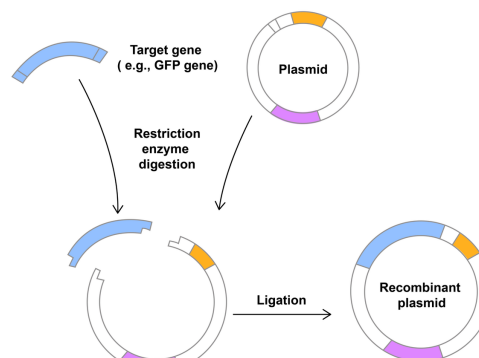 Target gene
( e.g., GFP gene)
Plasmid
Restriction
enzyme
digestion
Ligation
Recombinant
plasmid